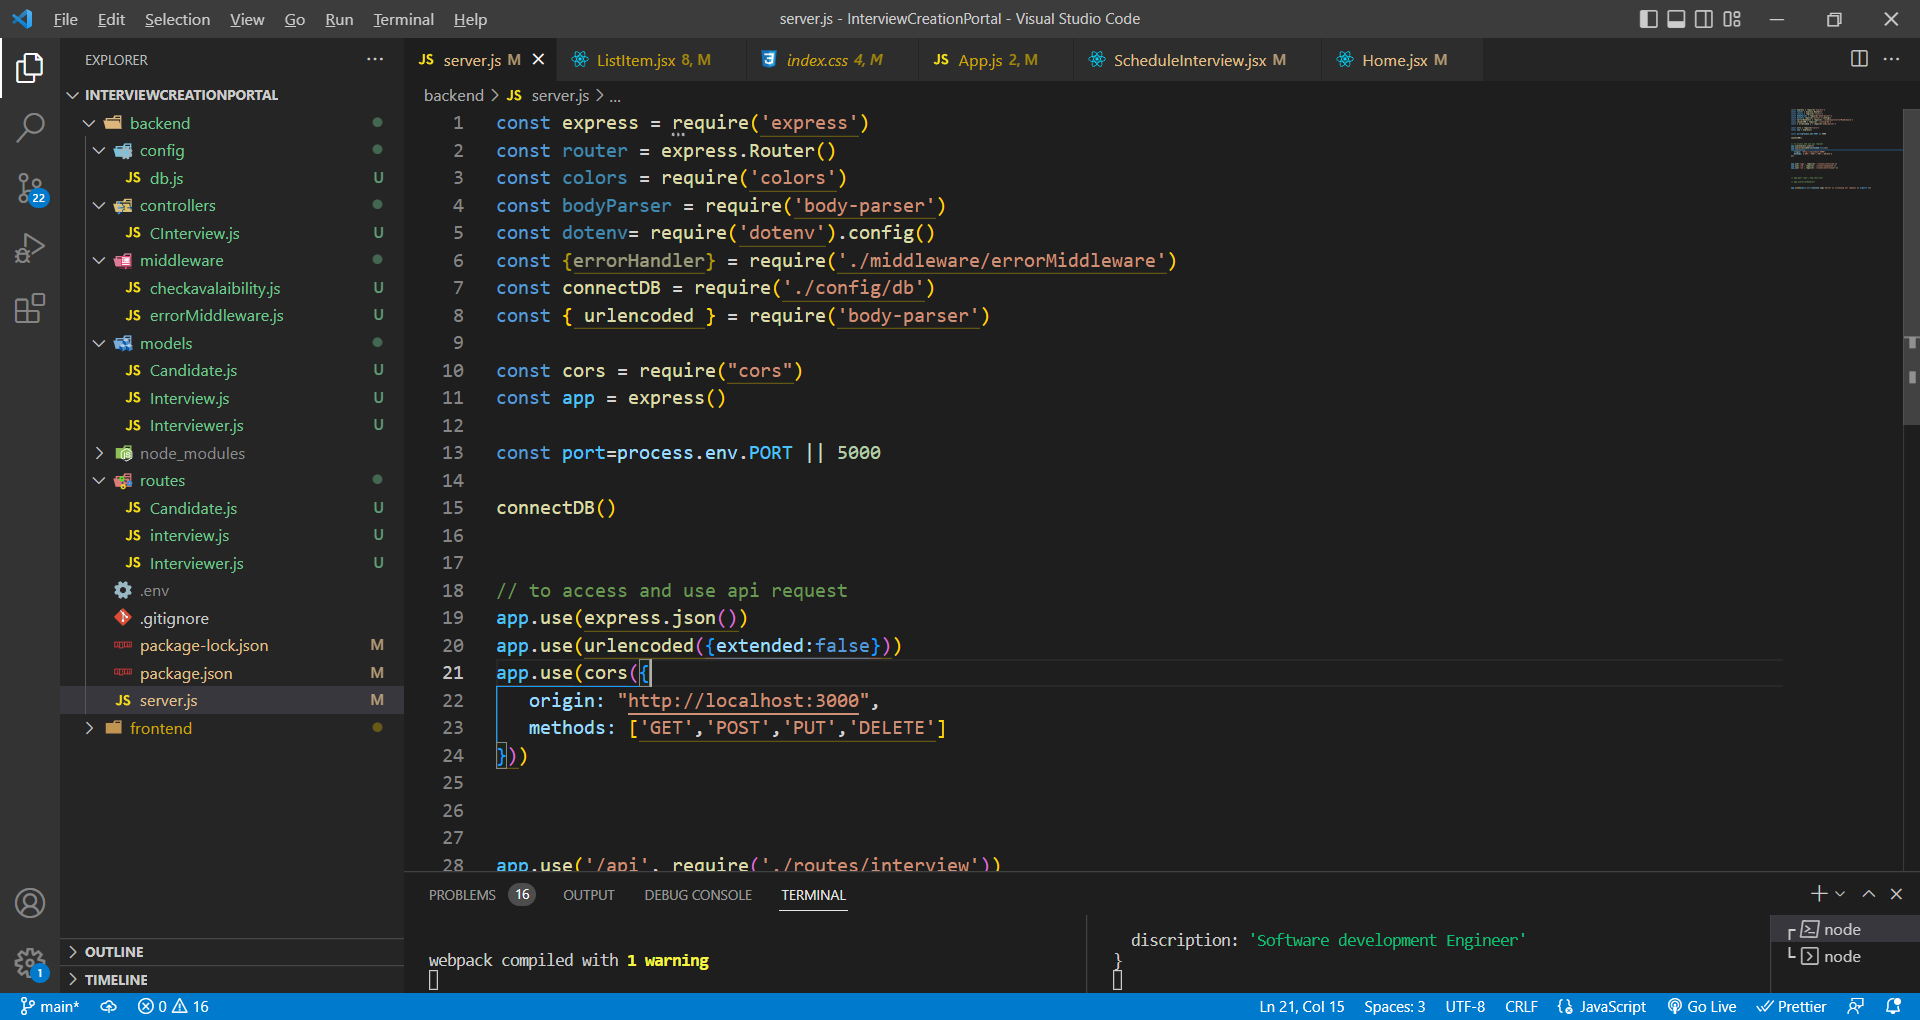 File Edit Selection View Go Run Terminal Help
server.js - InterviewCreationPortal - Visual Studio Code
EXPLORER
server.js M
ListItem.jsx 8, M
index.css 4, M
App.js 2, M
ScheduleInterview.jsx M
Home.jsx M
INTERVIEWCREATIONPORTAL
backend
config
JS db.js U
controllers
JS CInterview.js U
middleware
JS checkavalaibility.js U
JS errorMiddleware.js U
models
JS Candidate.js U
JS Interview.js U
JS Interviewer.js U
node_modules
routes
JS Candidate.js U
JS interview.js U
JS Interviewer.js U
.env
.gitignore
package-lock.json M
package.json M
JS server.js M
frontend
OUTLINE
TIMELINE
22
1
backend > JS server.js > ...
1 const express = require('express')
2 const router = express.Router()
3 const colors = require('colors')
4 const bodyParser = require('body-parser')
5 const dotenv= require('dotenv').config()
6 const {errorHandler} = require('./middleware/errorMiddleware')
7 const connectDB = require('./config/db')
8 const { urlencoded } = require('body-parser')
9
10 const cors = require("cors")
11 const app = express()
12
13 const port=process.env.PORT || 5000
14
15 connectDB()
16
17
18 // to access and use api request
19 app.use(express.json())
20 app.use(urlencoded({extended:false}))
21 app.use(cors({
22 origin: "http://localhost:3000",
23 methods: ['GET','POST','PUT','DELETE']
24 }))
25
26
27
28 app.use('/api', require('./routes/interview'))
PROBLEMS 16 OUTPUT DEBUG CONSOLE TERMINAL
webpack compiled with 1 warning
discription: 'Software development Engineer'
}
node
node
main* 0 16
Ln 21, Col 15 Spaces: 3 UTF-8 CRLF JavaScript Go Live Prettier